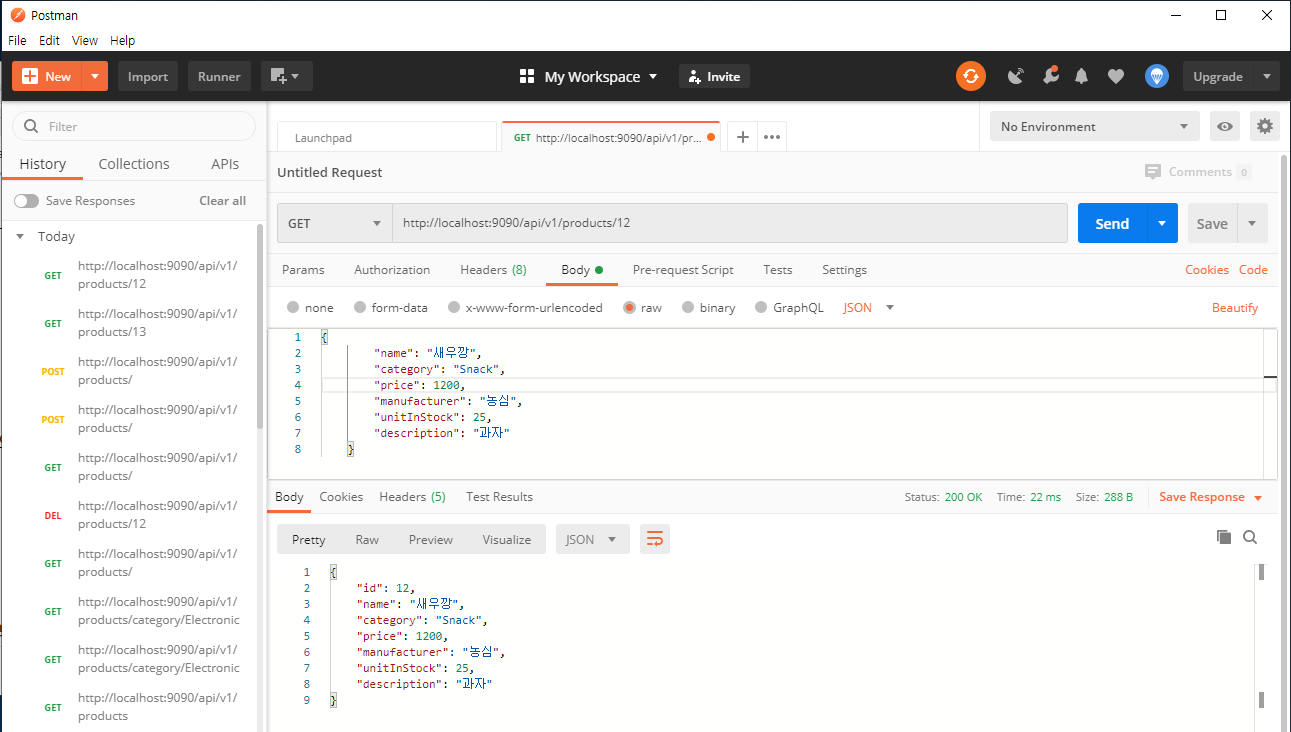 Postman
File Edit View Help
New Import Runner My Workspace Invite Upgrade
Filter
History Collections APIs
Save Responses Clear all
Today
GET http://localhost:9090/api/v1/
products/12
GET http://localhost:9090/api/v1/
products/13
POST http://localhost:9090/api/v1/
products/
POST http://localhost:9090/api/v1/
products/
GET http://localhost:9090/api/v1/
products/
DEL http://localhost:9090/api/v1/
products/12
GET http://localhost:9090/api/v1/
products/
GET http://localhost:9090/api/v1/
products/category/Electronic
GET http://localhost:9090/api/v1/
products/category/Electronic
GET http://localhost:9090/api/v1/
products
Launchpad GET http://localhost:9090/api/v1/pr... No Environment
Untitled Request Comments 0
GET http://localhost:9090/api/v1/products/12 Send Save
Params Authorization Headers (8) Body Pre-request Script Tests Settings Cookies Code
none form-data x-www-form-urlencoded raw binary GraphQL JSON Beautify
1 {
2 "name": "새우깡",
3 "category": "Snack",
4 "price": 1200,
5 "manufacturer": "농심",
6 "unitInStock": 25,
7 "description": "과자"
8 }
Body Cookies Headers (5) Test Results Status: 200 OK Time: 22 ms Size: 288 B Save Response
Pretty Raw Preview Visualize JSON
1 {
2 "id": 12,
3 "name": "새우깡",
4 "category": "Snack",
5 "price": 1200,
6 "manufacturer": "농심",
7 "unitInStock": 25,
8 "description": "과자"
9 }